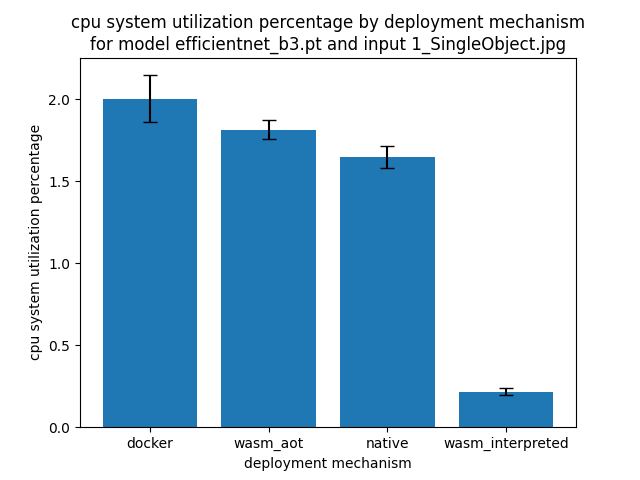 cpu system utilization percentage by deployment mechanism
for model efficientnet_b3.pt and input 1_SingleObject.jpg
cpu system utilization percentage
2.0
1.5
1.0
0.5
0.0
docker
wasm_aot
native
wasm_interpreted
deployment mechanism